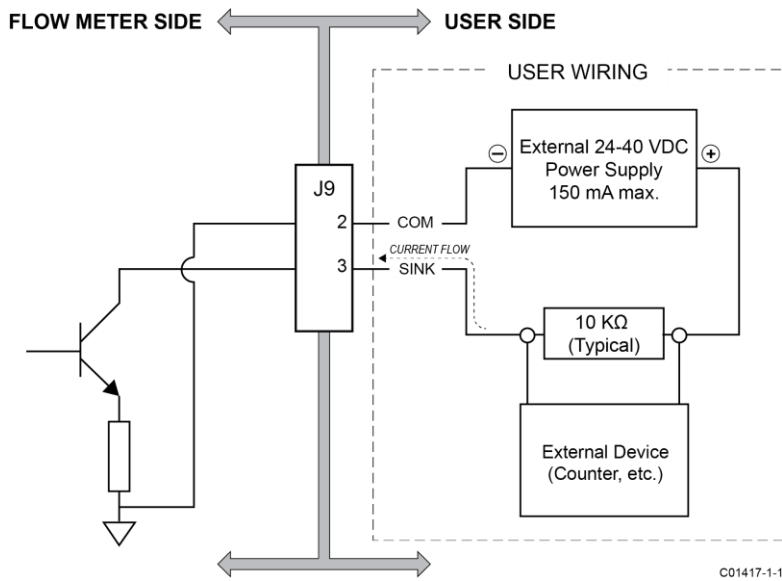 FLOW METER SIDE
USER SIDE
USER WIRING
External 24-40 VDC
Power Supply
150 mA max.
J9
2
COM
CURRENT FLOW
3
SINK
10 KΩ
(Typical)
External Device
(Counter, etc.)
C01417-1-1